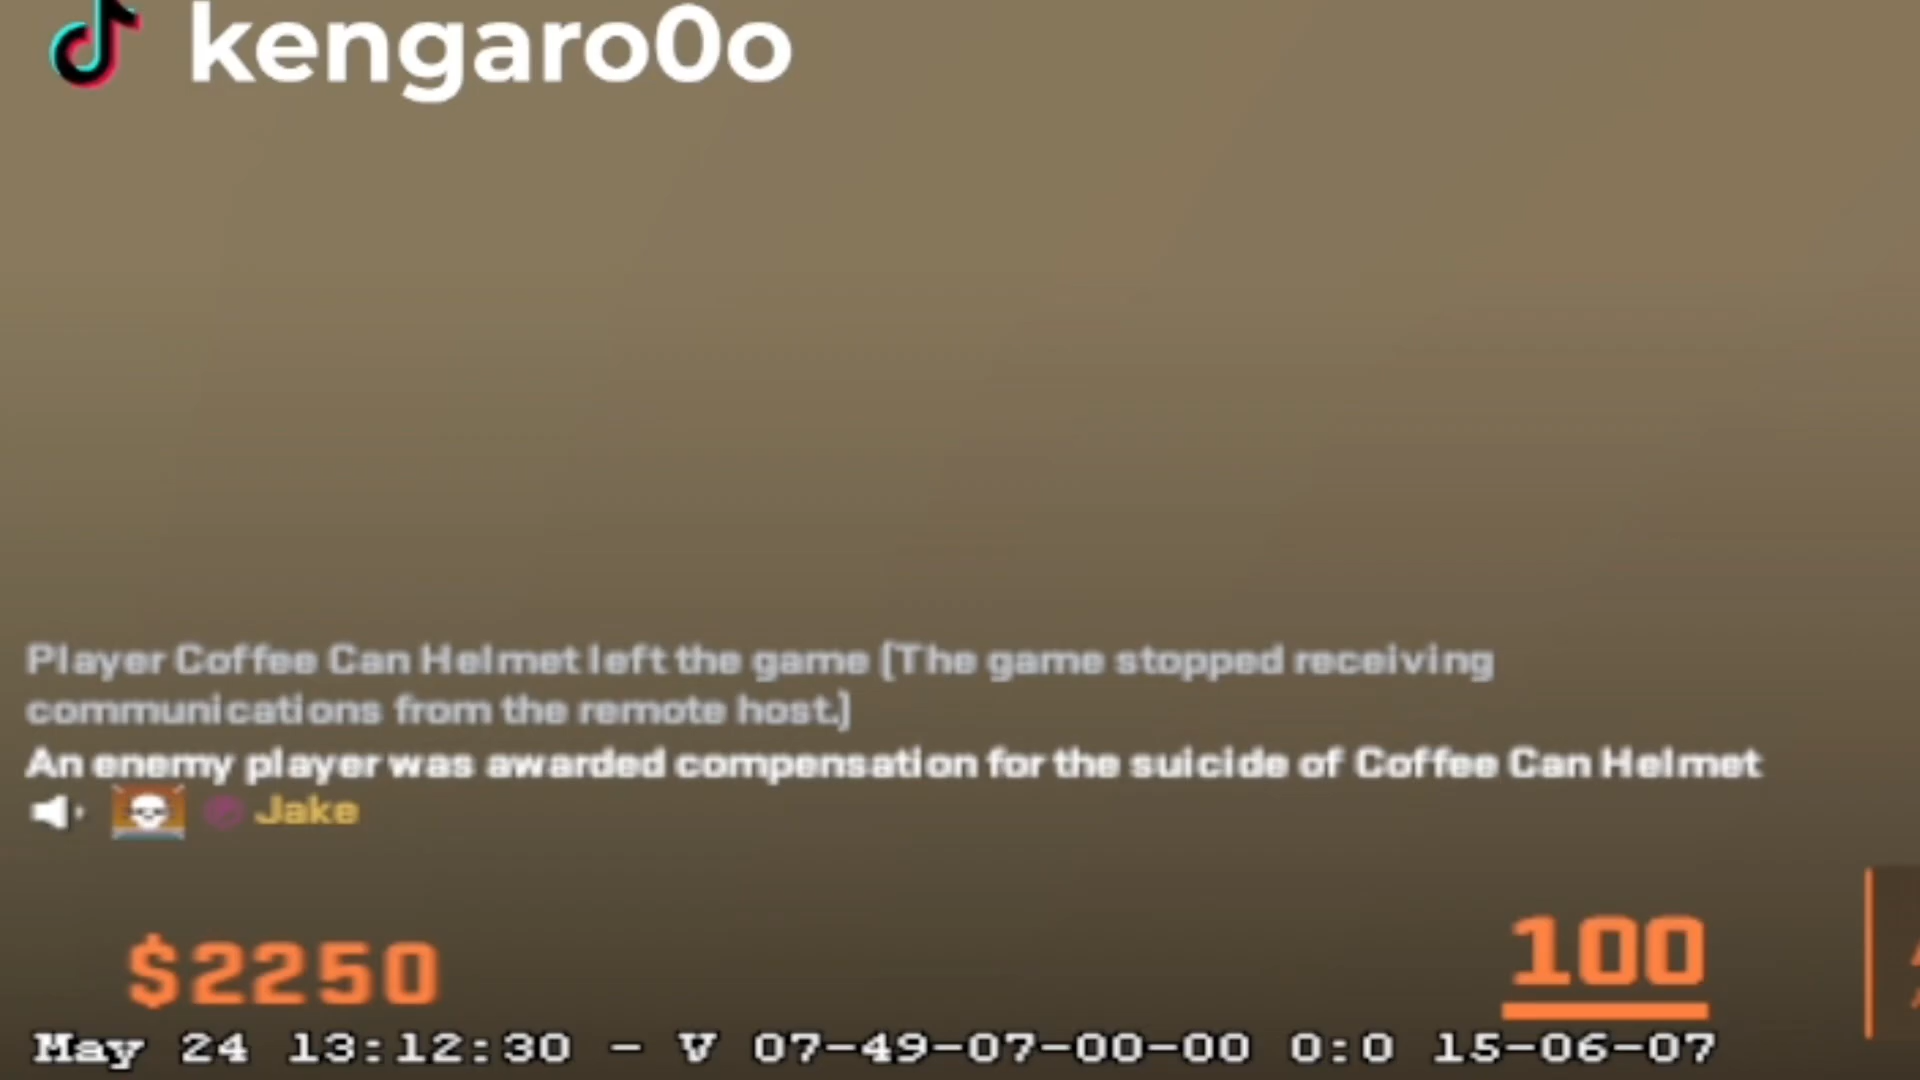 kengaro0o
Player Coffee Can Helmet left the game (The game stopped receiving
communications from the remote host.)
An enemy player was awarded compensation for the suicide of Coffee Can Helmet
Jake
$2250
100
May 24 13:12:30 - V 07-49-07-00-00 0:0 15-06-07